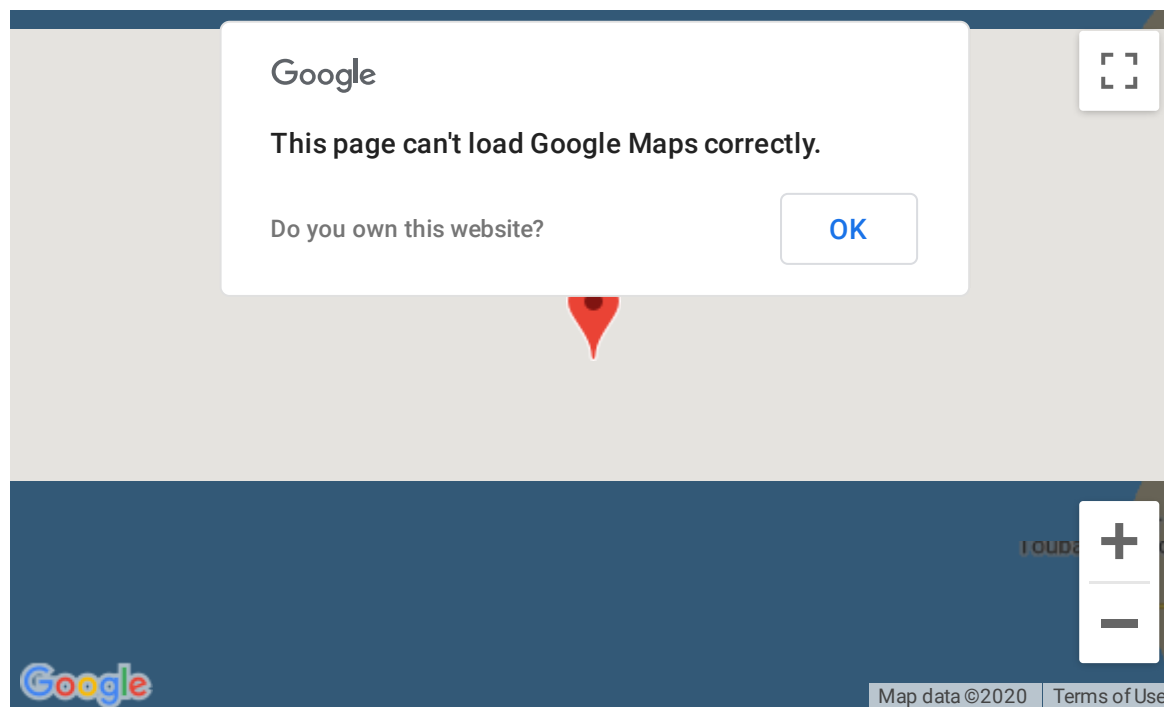 Google
This page can't load Google Maps correctly.
Do you own this website?
OK
Google
Map data ©2020
Terms of Use